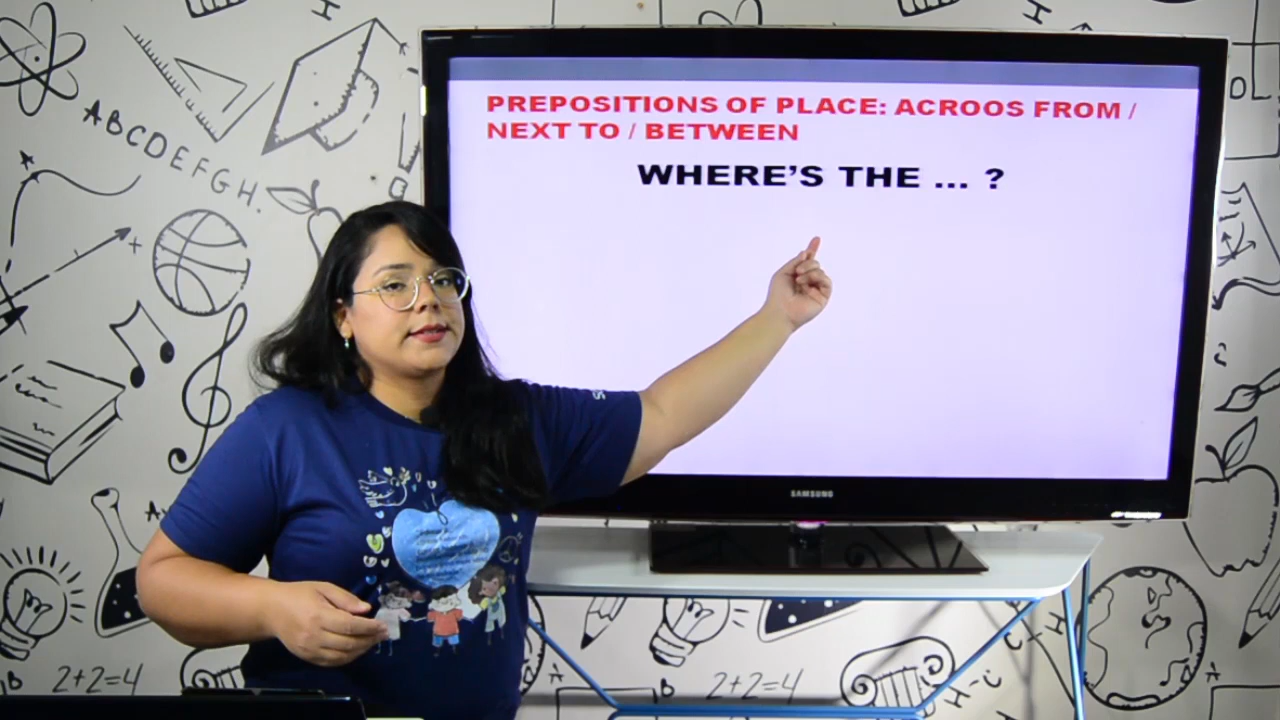 PREPOSITIONS OF PLACE: ACROOS FROM /
NEXT TO / BETWEEN
WHERE'S THE ... ?
ABCDEFGH.
SAMSUNG
2+2=4
B
2+2=4
H-C